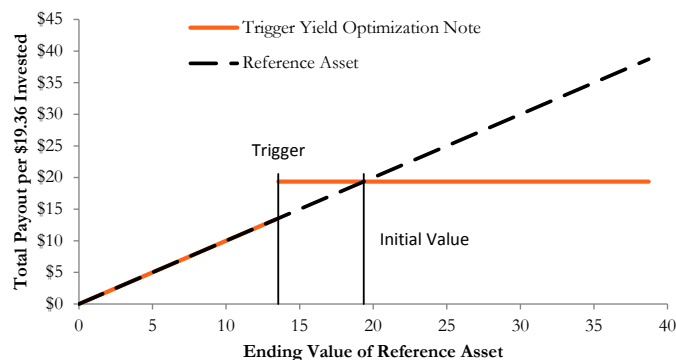 $45
$40
$35
$30
$25
$20
$15
$10
$5
$0
Total Payout per $19.36 Invested
Trigger Yield Optimization Note
Reference Asset
Trigger
Initial Value
0 5 10 15 20 25 30 35 40
Ending Value of Reference Asset